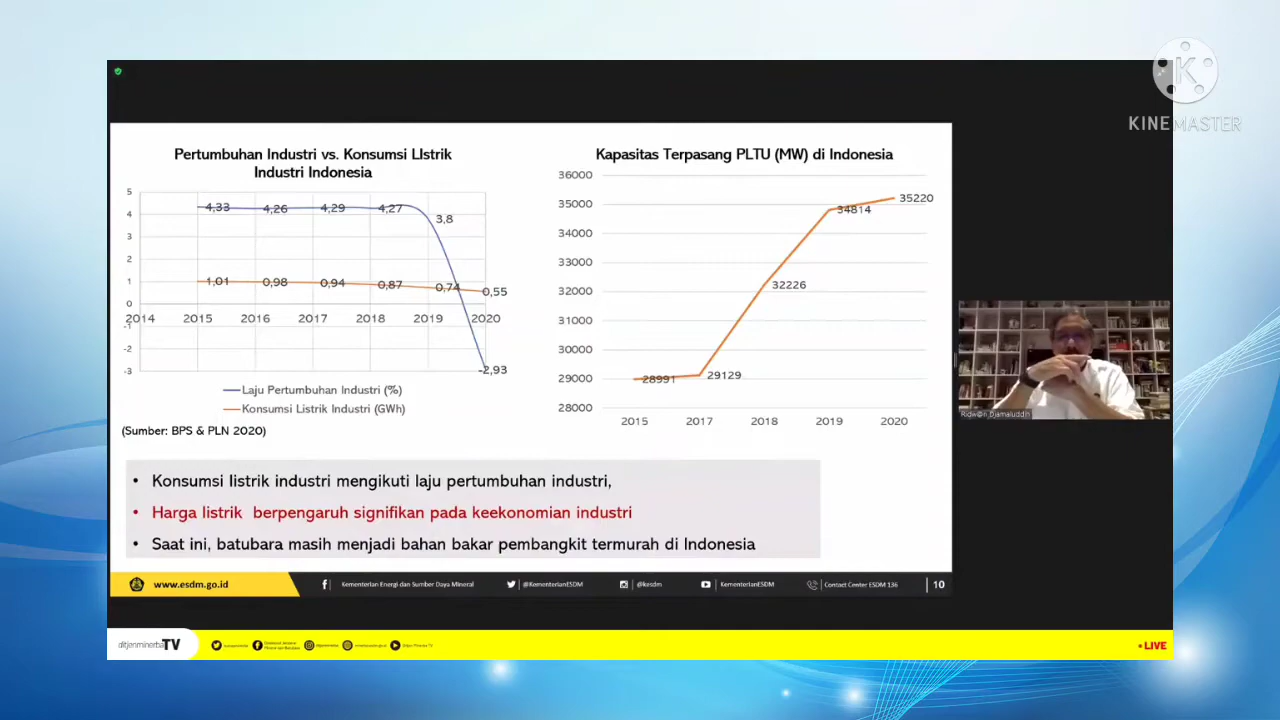 KINEMASTER
Pertumbuhan Industri vs. Konsumsi LIstrik
Industri Indonesia
5
4
3
2
1
0
-1
-2
-3
4,33
4,26
4,29
4,27
3,8
1,01
0,98
0,94
0,87
0,74
0,55
-2,93
2014
2015
2016
2017
2018
2019
2020
Laju Pertumbuhan Industri (%)
Konsumsi Listrik Industri (GWh)
(Sumber: BPS & PLN 2020)
Kapasitas Terpasang PLTU (MW) di Indonesia
36000
35000
34000
33000
32000
31000
30000
29000
28000
28991
29129
32226
34814
35220
2015
2017
2018
2019
2020
• Konsumsi listrik industri mengikuti laju pertumbuhan industri,
• Harga listrik berpengaruh signifikan pada keekonomian industri
• Saat ini, batubara masih menjadi bahan bakar pembangkit termurah di Indonesia
www.esdm.go.id
Kementerian Energi dan Sumber Daya Mineral
@KementerianESDM
@kesdm
KementerianESDM
Contact Center ESDM 136
10
Ridwan Djamaluddin
ditjenminerbaTV
• LIVE